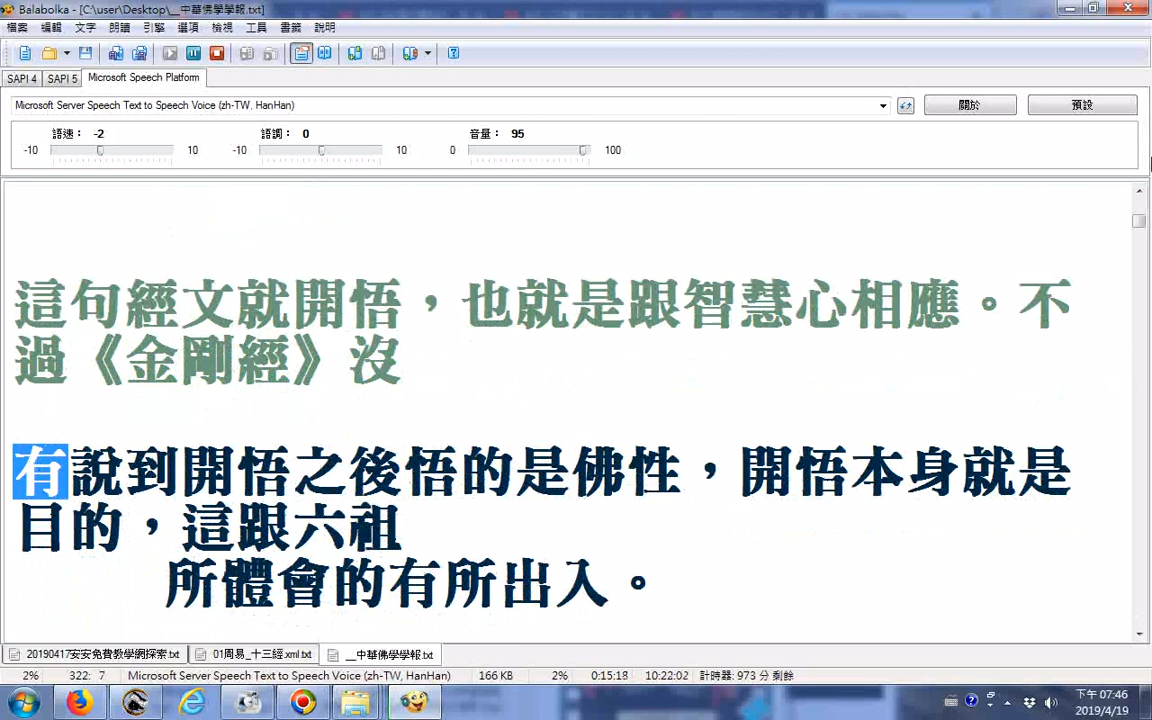 Balabolka - [C:\user\Desktop\__中華佛學學報.txt]
檔案 編輯 文字 朗讀 引擎 選項 檢視 工具 書籤 說明
SAPI 4 SAPI 5 Microsoft Speech Platform
Microsoft Server Speech Text to Speech Voice (zh-TW, HanHan) 關於 預設
語速： -2 語調： 0 音量： 95
-10 10 -10 10 0 100
這句經文就開悟，也就是跟智慧心相應。不
過《金剛經》沒
有說到開悟之後悟的是佛性，開悟本身就是
目的，這跟六祖
所體會的有所出入。
20190417安安免費教學網探索.txt 01周易_十三經.xml.txt __中華佛學學報.txt
2% 322: 7 Microsoft Server Speech Text to Speech Voice (zh-TW, HanHan) 166 KB 2% 0:15:18 10:22:02 計時器: 973 分 剩餘
下午 07:46
2019/4/19